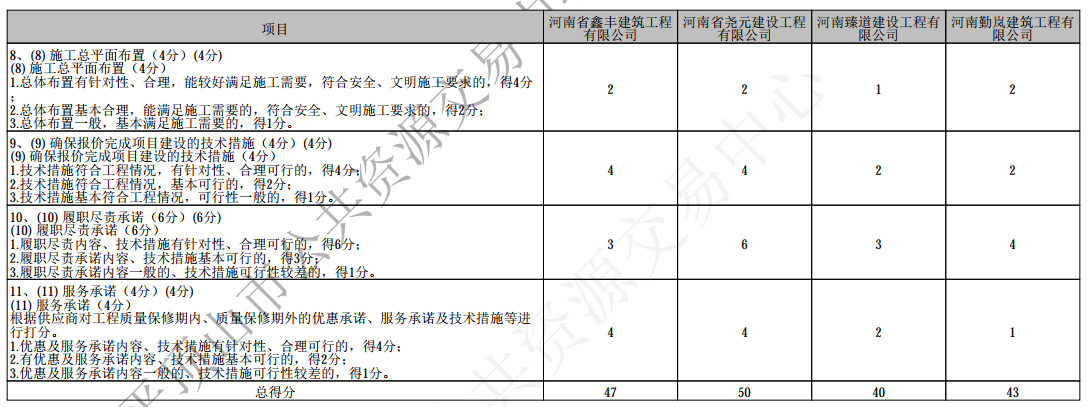 项目
河南省鑫丰建筑工程
有限公司
河南省尧元建设工程
有限公司
河南臻道建设工程有
限公司
河南勤岚建筑工程有
限公司
8、(8) 施工总平面布置（4分）(4分)
(8) 施工总平面布置（4分）
1.总体布置有针对性、合理，能较好满足施工需要，符合安全、文明施工要求的，得4分
；
2.总体布置基本合理，能满足施工需要的，符合安全、文明施工要求的，得2分；
3.总体布置一般，基本满足施工需要的，得1分。
2
2
1
2
9、(9) 确保报价完成项目建设的技术措施（4分）(4分)
(9) 确保报价完成项目建设的技术措施（4分）
1.技术措施符合工程情况，有针对性、合理可行的，得4分；
2.技术措施符合工程情况，基本可行的，得2分；
3.技术措施基本符合工程情况，可行性一般的，得1分。
4
4
2
2
10、(10) 履职尽责承诺（6分）(6分)
(10) 履职尽责承诺（6分）
1.履职尽责内容、技术措施有针对性、合理可行的，得6分；
2.履职尽责承诺内容、技术措施基本可行的，得3分；
3.履职尽责承诺内容一般的、技术措施可行性较差的，得1分。
3
6
3
4
11、(11) 服务承诺（4分）(4分)
(11) 服务承诺（4分）
根据供应商对工程质量保修期内、质量保修期外的优惠承诺、服务承诺及技术措施等进
行打分。
1.优惠及服务承诺内容、技术措施有针对性、合理可行的，得4分；
2.有优惠及服务承诺内容、技术措施基本可行的，得2分；
3.优惠及服务承诺内容一般的、技术措施可行性较差的，得1分。
4
4
2
1
总得分
47
50
40
43
平顶山市公共资源交易中
共资源交易中心